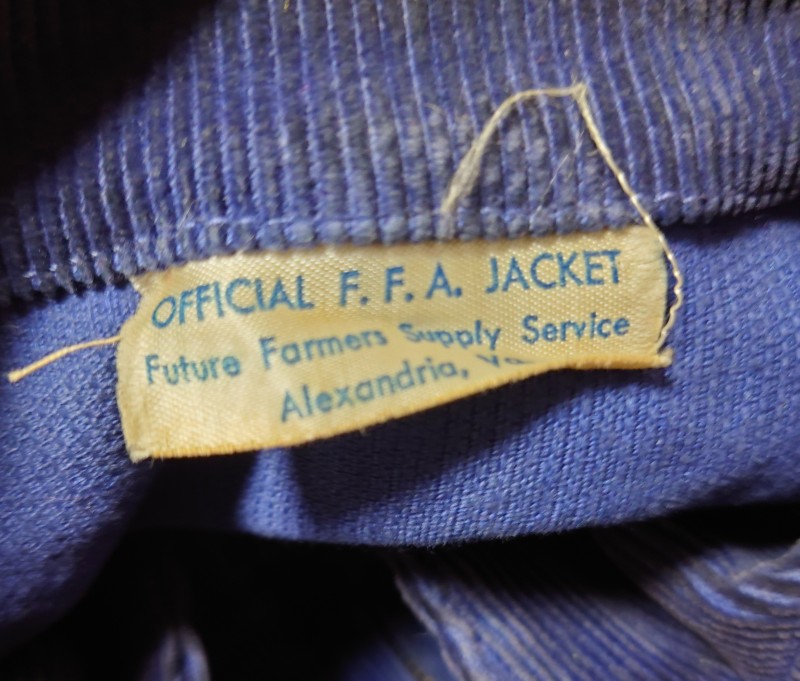 OFFICIAL F. F. A. JACKET
Future Farmers Supply Service
Alexandria,